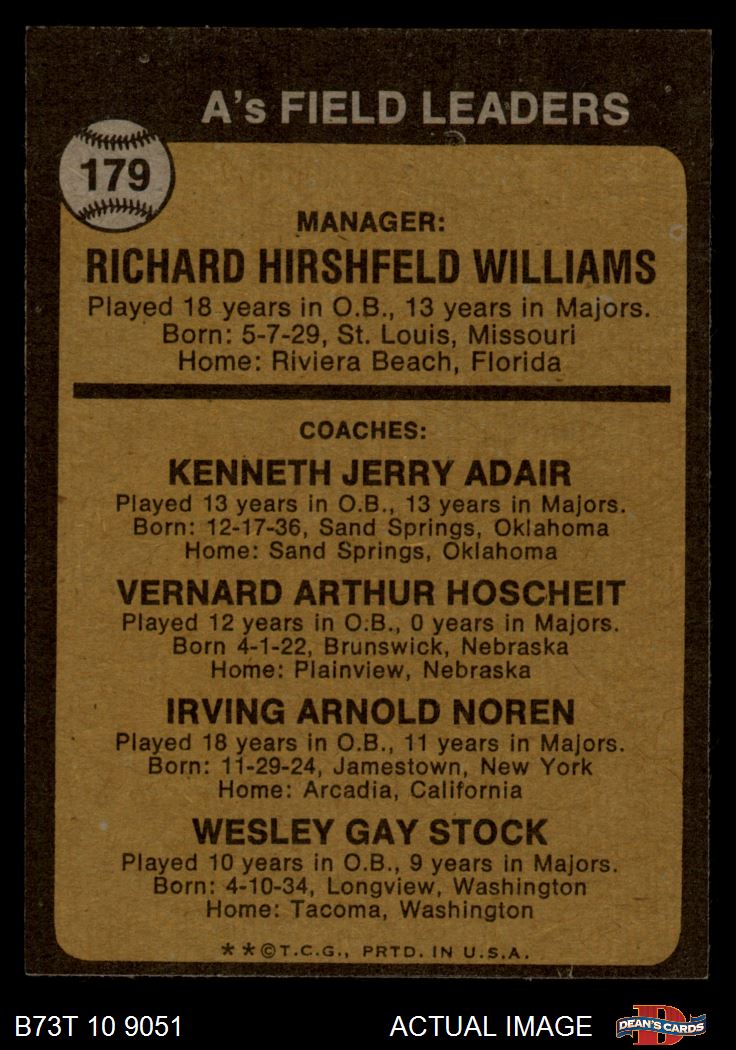 A's FIELD LEADERS
179
MANAGER:
RICHARD HIRSHFELD WILLIAMS
Played 18 years in O.B., 13 years in Majors.
Born: 5-7-29, St. Louis, Missouri
Home: Riviera Beach, Florida
COACHES:
KENNETH JERRY ADAIR
Played 13 years in O.B., 13 years in Majors.
Born: 12-17-36, Sand Springs, Oklahoma
Home: Sand Springs, Oklahoma
VERNARD ARTHUR HOSCHEIT
Played 12 years in O.B., 0 years in Majors.
Born 4-1-22, Brunswick, Nebraska
Home: Plainview, Nebraska
IRVING ARNOLD NOREN
Played 18 years in O.B., 11 years in Majors.
Born: 11-29-24, Jamestown, New York
Home: Arcadia, California
WESLEY GAY STOCK
Played 10 years in O.B., 9 years in Majors.
Born: 4-10-34, Longview, Washington
Home: Tacoma, Washington
**©T.C.G., PRTD. IN U.S.A.
B73T 10 9051 ACTUAL IMAGE
D
DEAN'S CARDS